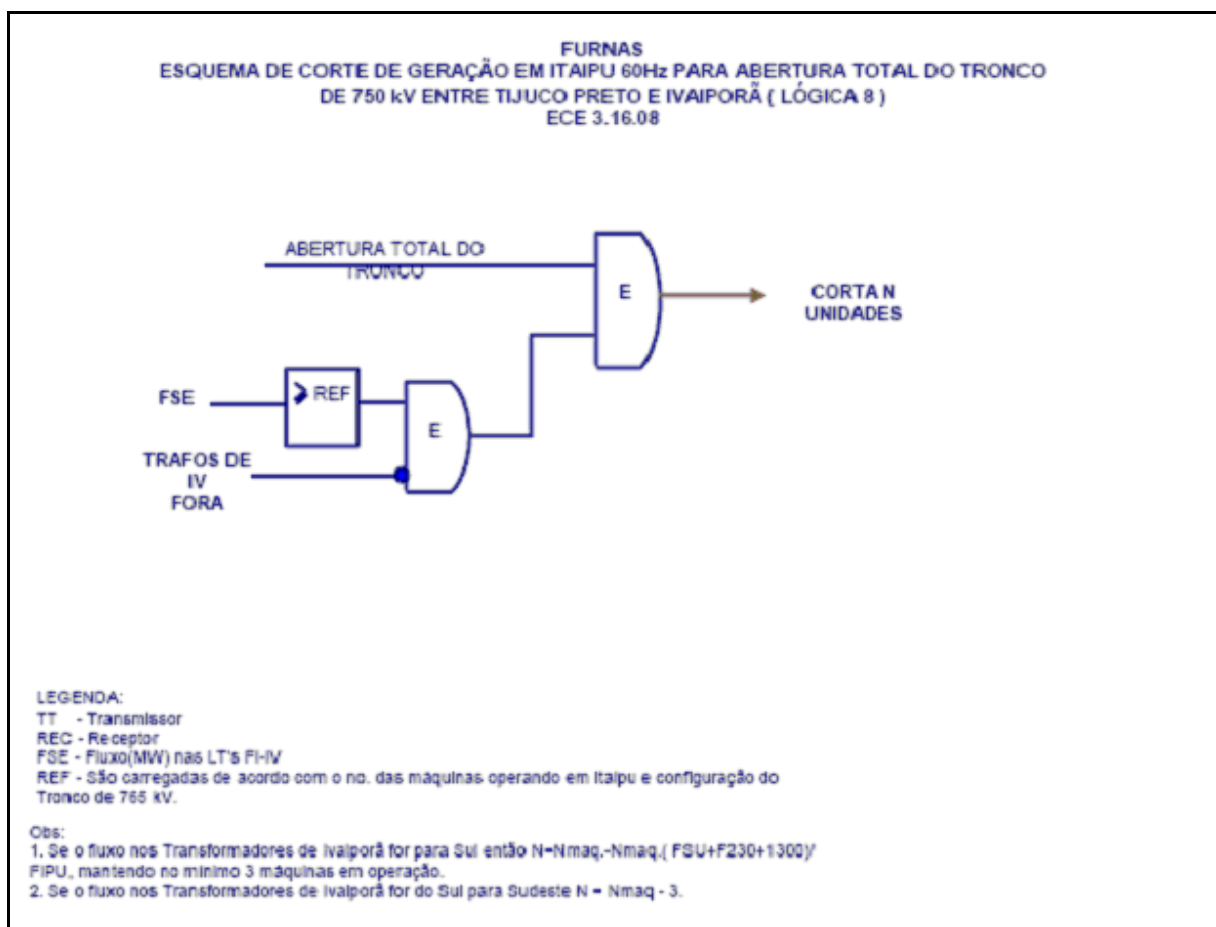 FURNAS
ESQUEMA DE CORTE DE GERAÇÃO EM ITAIPU 60Hz PARA ABERTURA TOTAL DO TRONCO
DE 750 kV ENTRE TIJUCO PRETO E IVAIPORÃ ( LÓGICA 8 )
ECE 3.16.08
ABERTURA TOTAL DO
TRONCO
E
CORTA N
UNIDADES
FSE
> REF
E
TRAFOS DE
IV
FORA
LEGENDA:
TT - Transmissor
REC - Receptor
FSE - Fluxo(MW) nas LT's FI-IV
REF - São carregadas de acordo com o no. das máquinas operando em Itaipu e configuração do
Tronco de 765 kV.
Obs:
1. Se o fluxo nos Transformadores de Ivaiporã for para Sul então N=Nmaq.-Nmaq.( FSU+F230+1300)/
FIPU, mantendo no mínimo 3 máquinas em operação.
2. Se o fluxo nos Transformadores de Ivaiporã for do Sul para Sudeste N = Nmaq - 3.